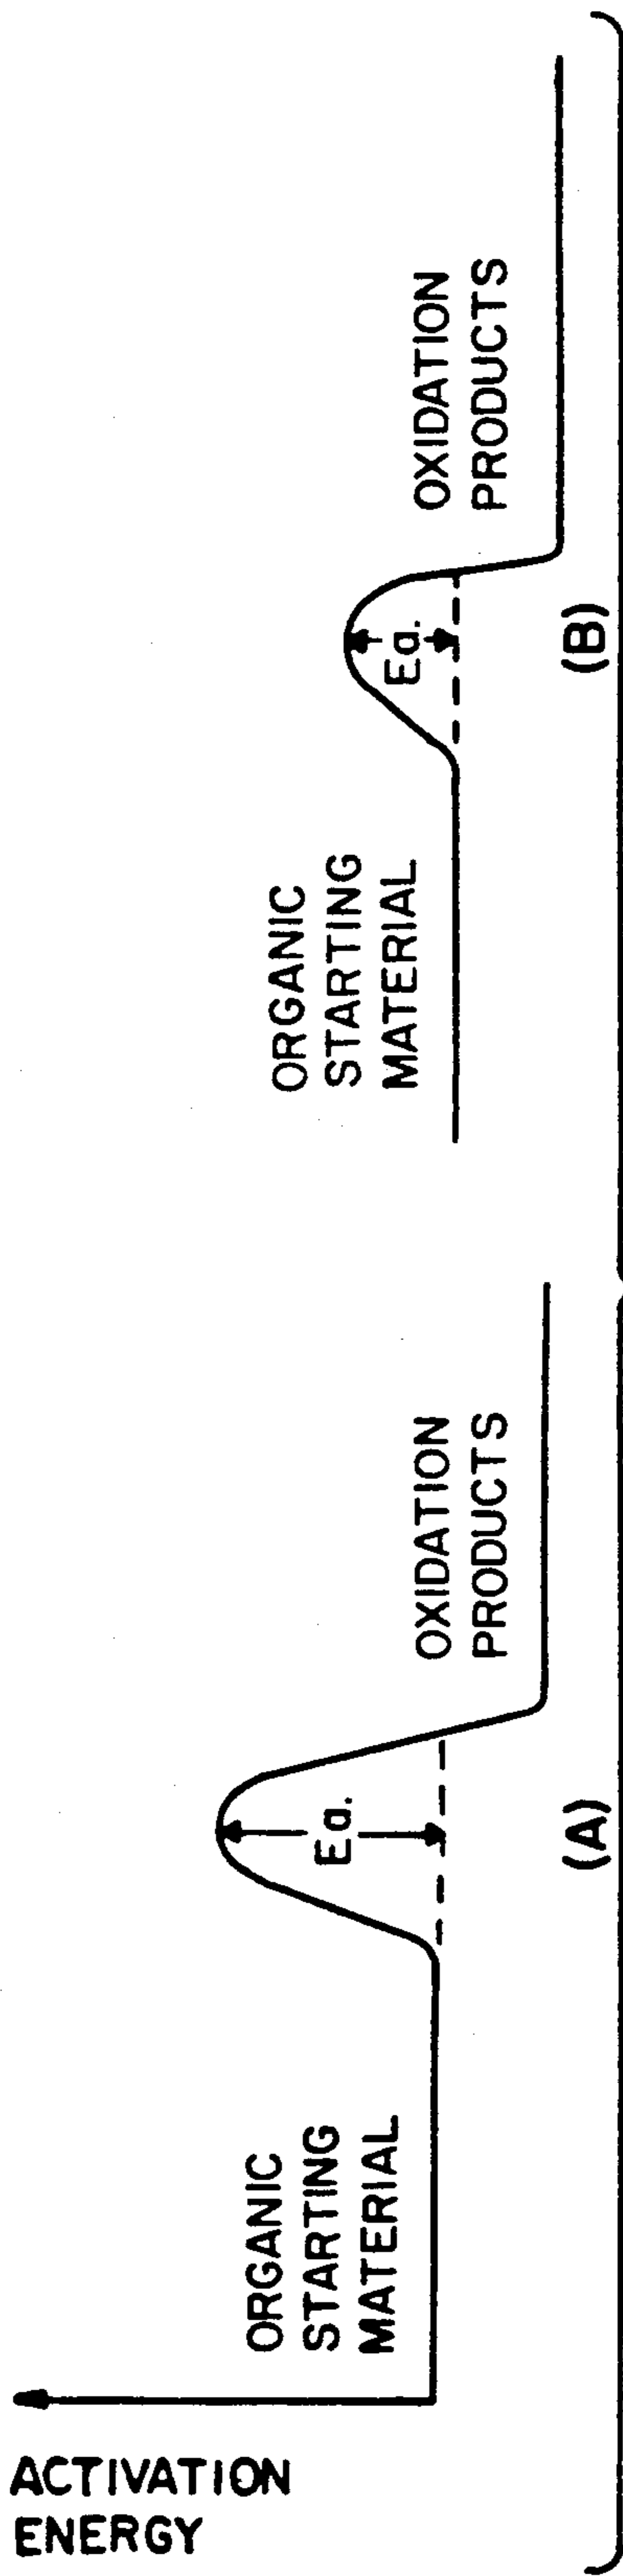 ACTIVATION
ENERGY
ORGANIC
STARTING
MATERIAL
Ea.
OXIDATION
PRODUCTS
(A)
ORGANIC
STARTING
MATERIAL
Ea.
OXIDATION
PRODUCTS
(B)